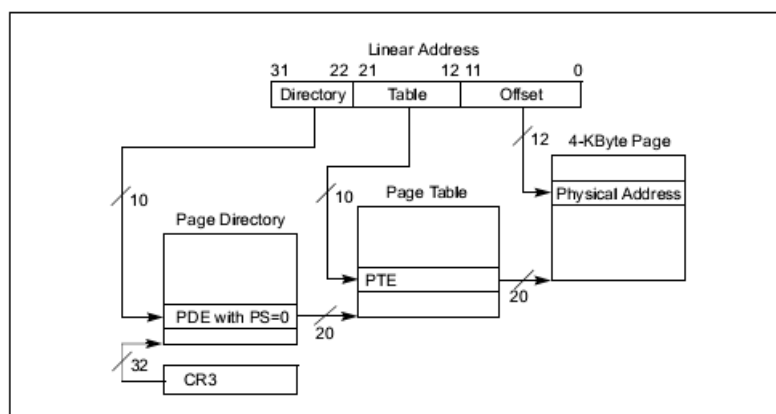 Linear Address
31 22 21 12 11 0
Directory Table Offset
12 4-KByte Page
Physical Address
10 10 Page Table
Page Directory
PTE
20
PDE with PS=0
20
32
CR3